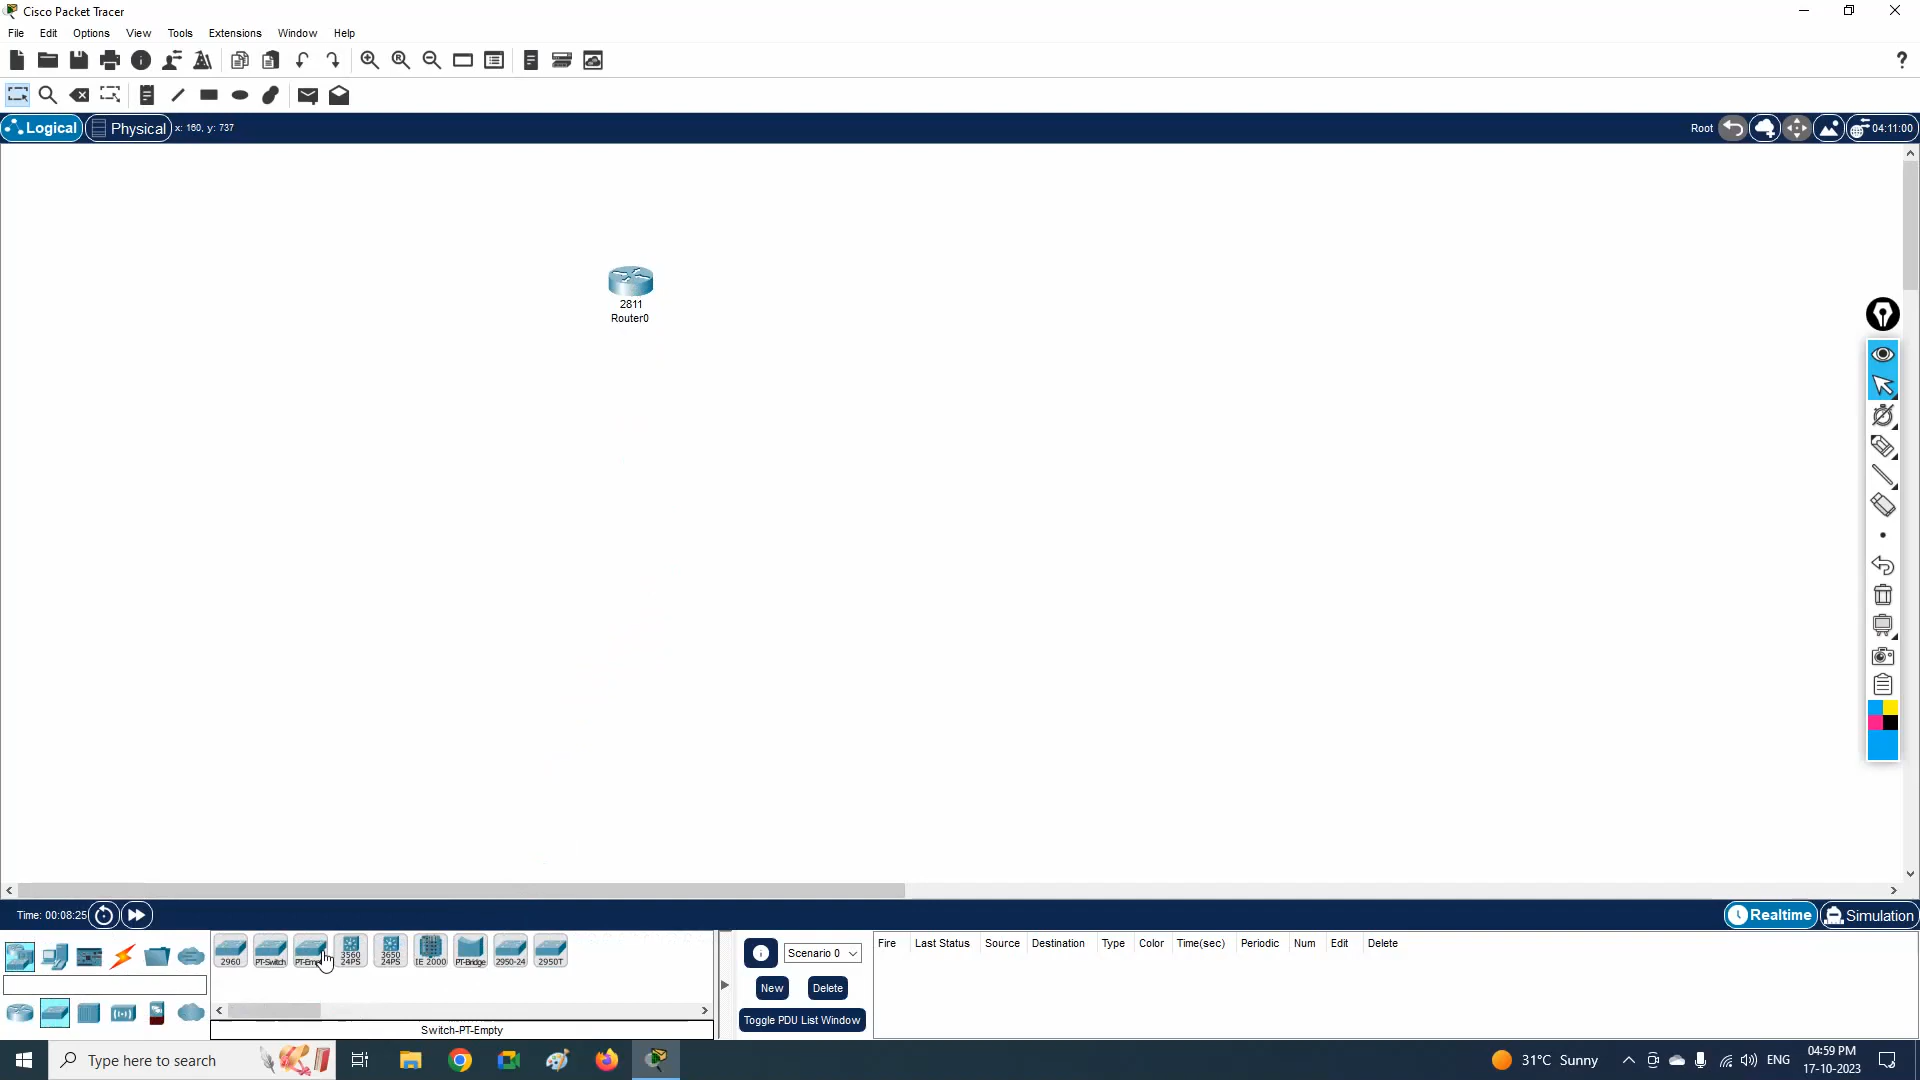 Cisco Packet Tracer
File Edit Options View Tools Extensions Window Help
?
Logical Physical x: 160, y: 737 Root 04:11:00
2811
Router0
Time: 00:08:25 Realtime Simulation
2960 PT-Switch 3560 24PS 3650 24PS IE 2000 PT-Bridge 2950-24 2950T
Switch-PT-Empty
Scenario 0
New Delete
Toggle PDU List Window
Fire Last Status Source Destination Type Color Time(sec) Periodic Num Edit Delete
Type here to search
31°C Sunny
ENG
04:59 PM
17-10-2023